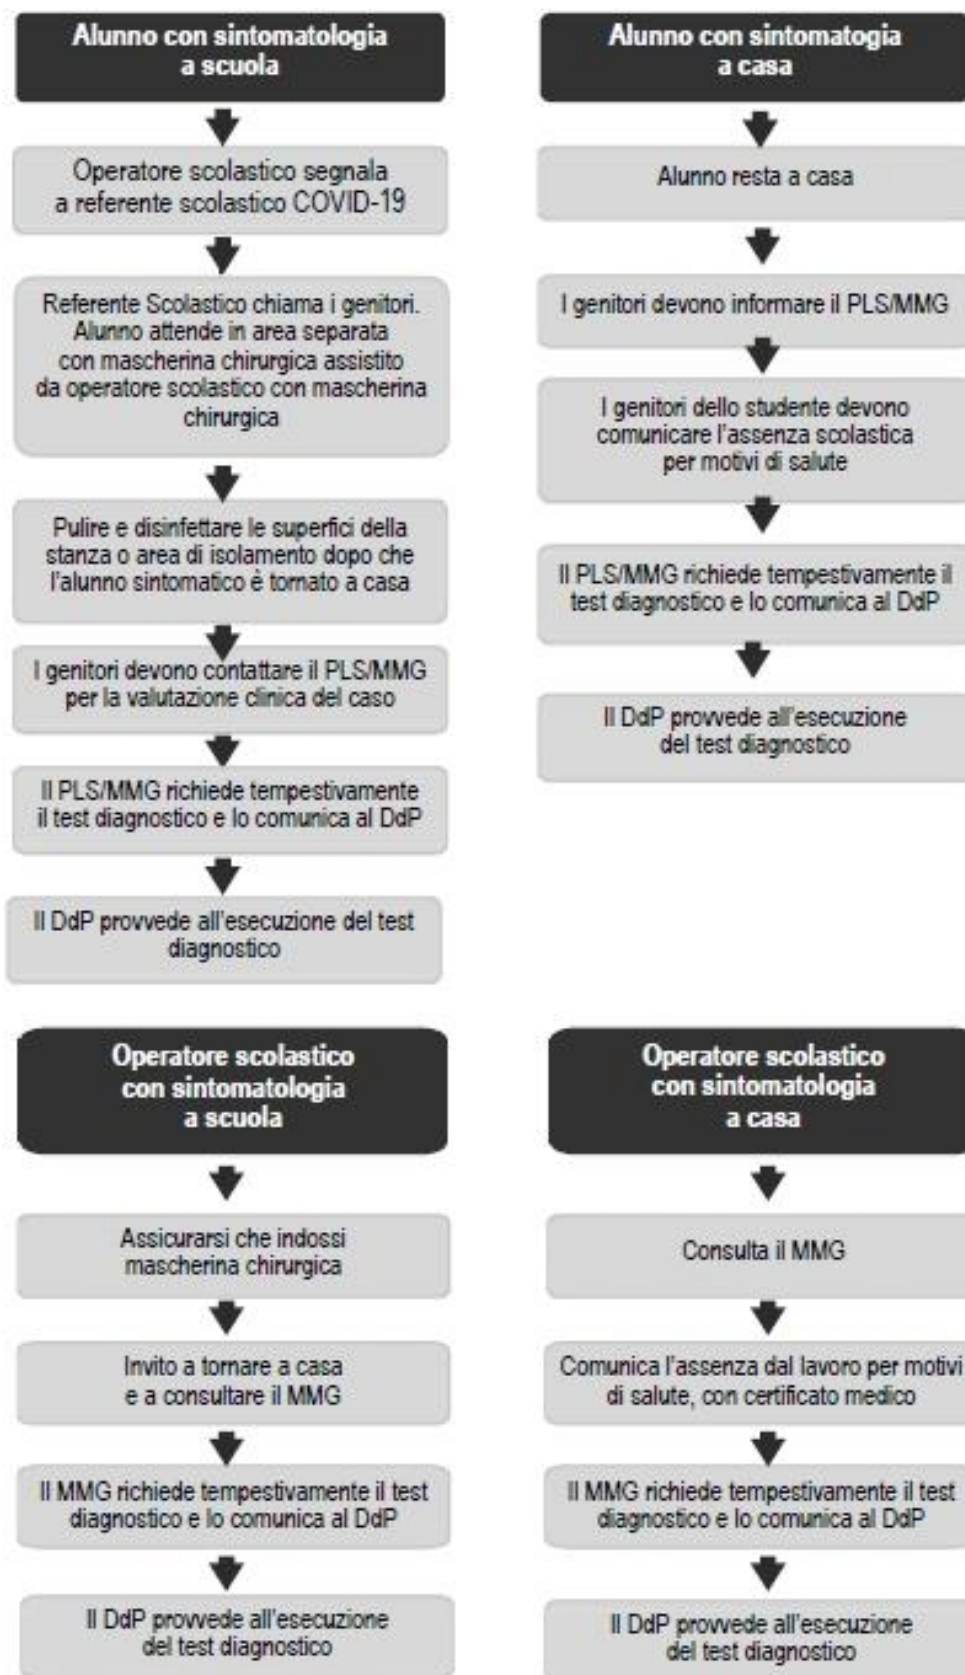 Alunno con sintomatologia
a scuola
Operatore scolastico segnala
a referente scolastico COVID-19
Referente Scolastico chiama i genitori.
Alunno attende in area separata
con mascherina chirurgica assistito
da operatore scolastico con mascherina
chirurgica
Pulire e disinfettare le superfici della
stanza o area di isolamento dopo che
l'alunno sintomatico è tornato a casa
I genitori devono contattare il PLS/MMG
per la valutazione clinica del caso
Il PLS/MMG richiede tempestivamente
il test diagnostico e lo comunica al DdP
Il DdP provvede all'esecuzione del test
diagnostico
Alunno con sintomatogia
a casa
Alunno resta a casa
I genitori devono informare il PLS/MMG
I genitori dello studente devono
comunicare l'assenza scolastica
per motivi di salute
Il PLS/MMG richiede tempestivamente il
test diagnostico e lo comunica al DdP
Il DdP provvede all'esecuzione
del test diagnostico
Operatore scolastico
con sintomatologia
a scuola
Assicurarsi che indossi
mascherina chirurgica
Invito a tornare a casa
e a consultare il MMG
Il MMG richiede tempestivamente il test
diagnostico e lo comunica al DdP
Il DdP provvede all'esecuzione
del test diagnostico
Operatore scolastico
con sintomatologia
a casa
Consulta il MMG
Comunica l'assenza dal lavoro per motivi
di salute, con certificato medico
Il MMG richiede tempestivamente il test
diagnostico e lo comunica al DdP
Il DdP provvede all'esecuzione
del test diagnostico